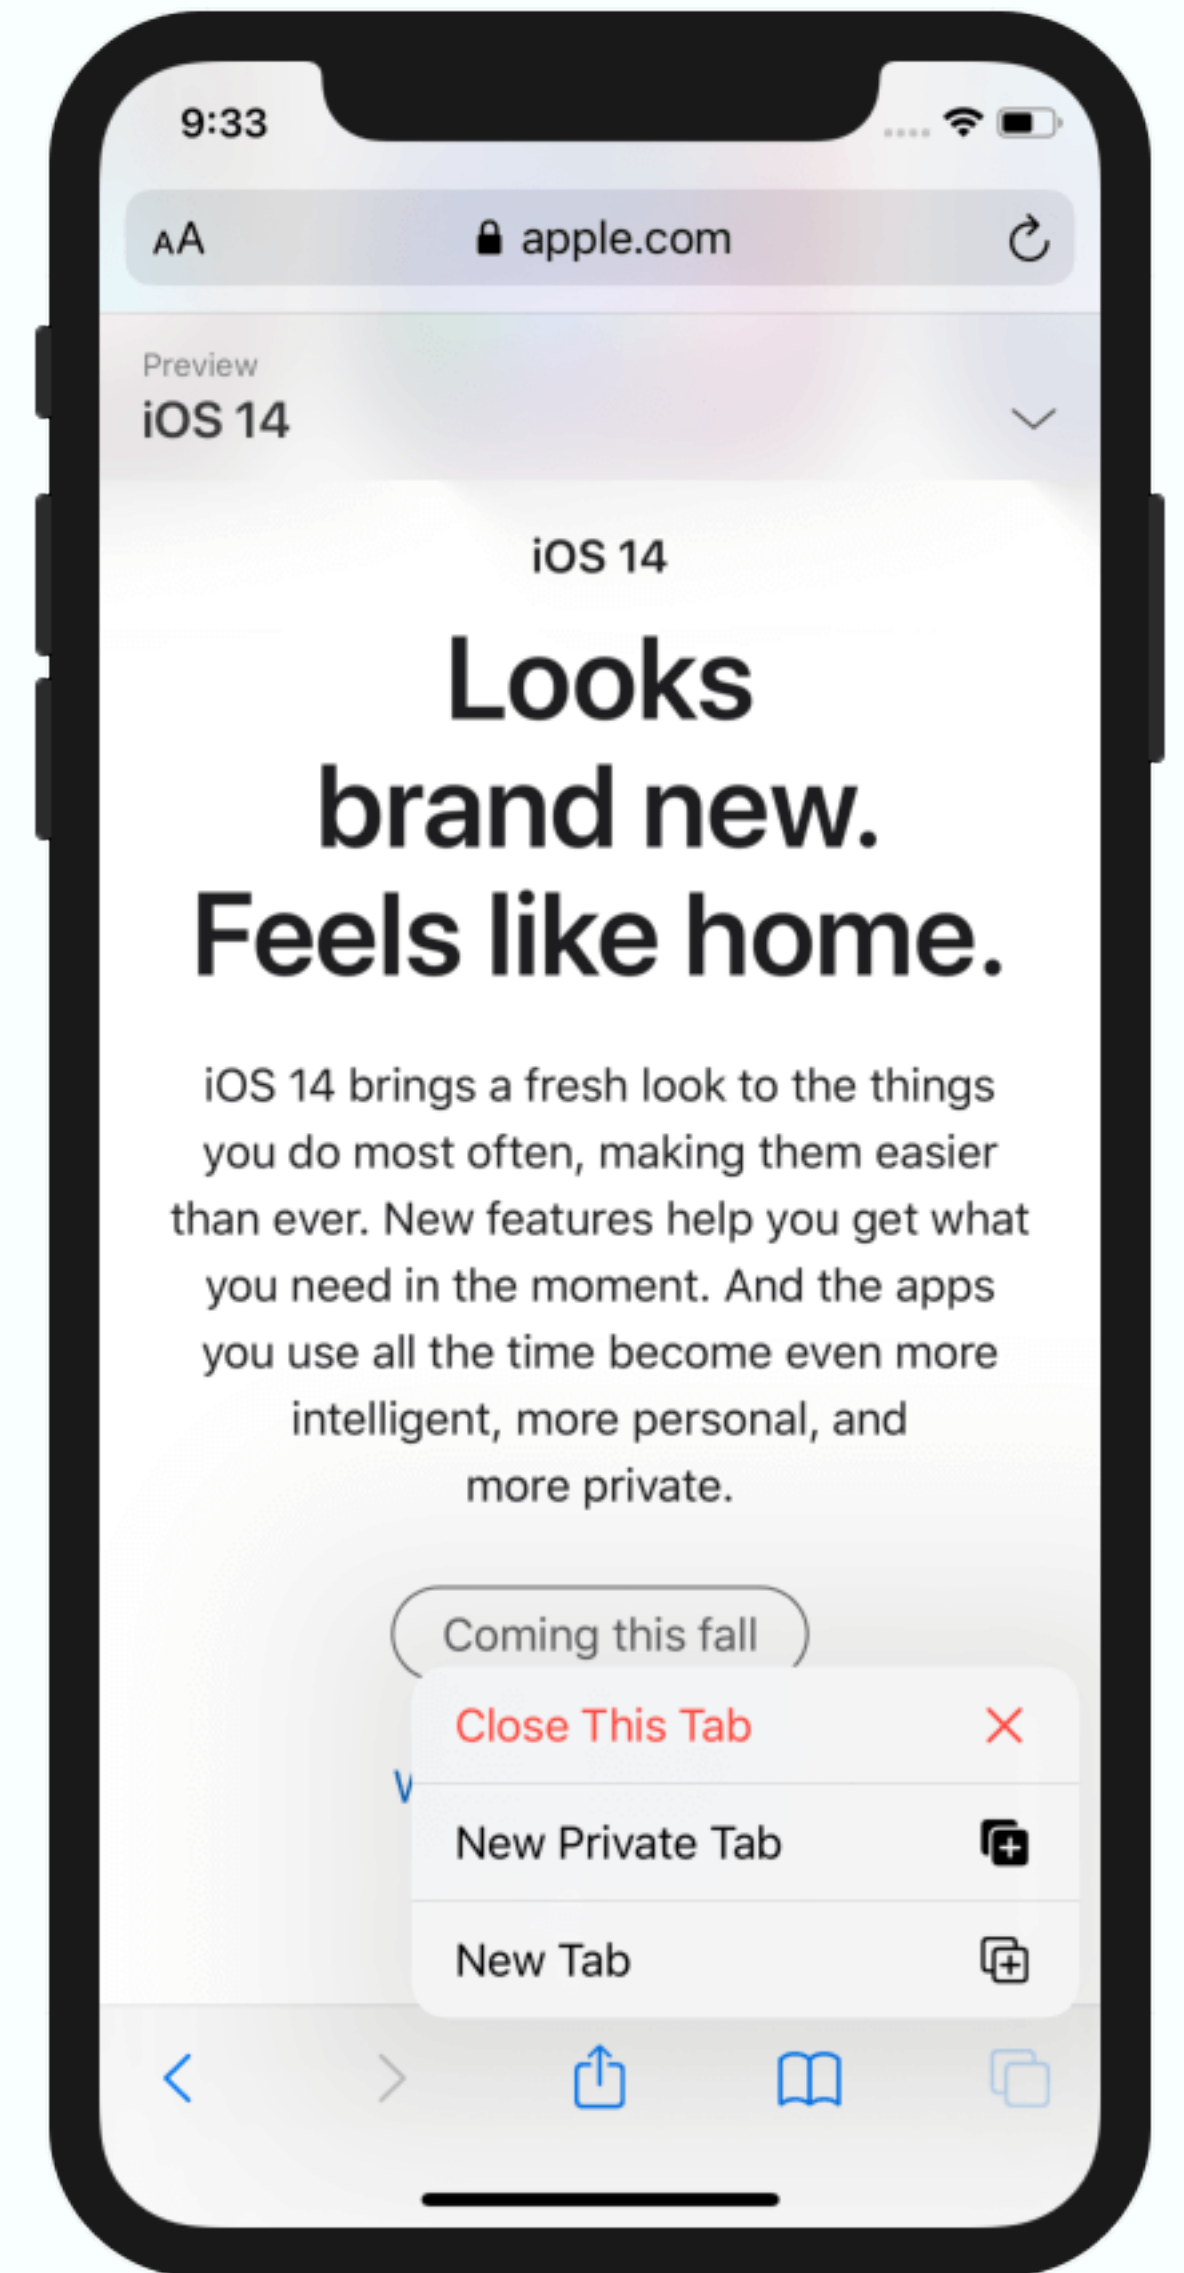 9:33
AA apple.com
Preview
iOS 14
iOS 14
Looks
brand new.
Feels like home.
iOS 14 brings a fresh look to the things
you do most often, making them easier
than ever. New features help you get what
you need in the moment. And the apps
you use all the time become even more
intelligent, more personal, and
more private.
Coming this fall
Close This Tab
New Private Tab
New Tab